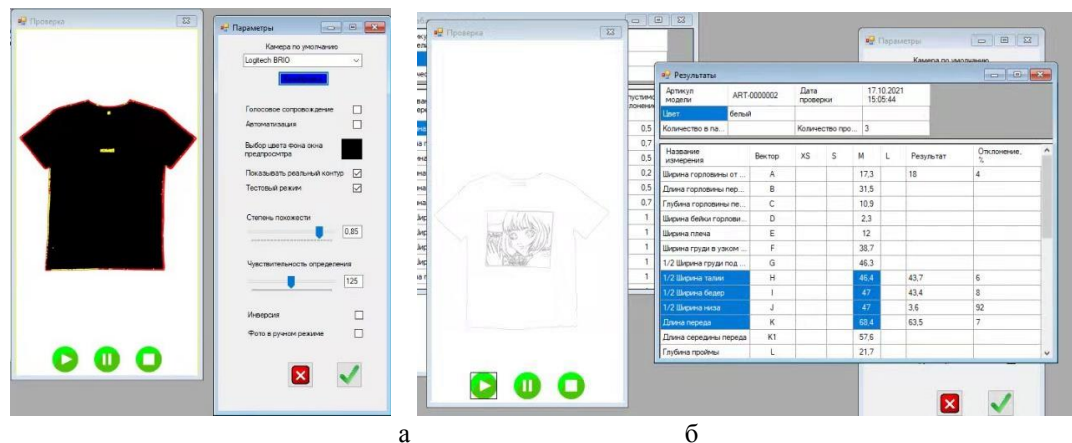 Проверка
Параметры
Камера по умолчанию
Logitech BRIO
Голосовое сопровождение
Автоматизация
Выбор цвета фона окна
предпросмтра
Показывать реальный контур
Тестовый режим
Степень похожести
0,85
Чувствительность определения
125
Инверсия
Фото в ручном режиме
а
Проверка
Параметры
Камера по умолчанию
0,5
0,7
0,5
0,2
0,5
0,7
1
1
1
1
1
Результаты
Артикул модели ART-0000002 Дата проверки 17.10.2021 15:05:44
Цвет белый
Количество в па... Количество про... 3
Название измерения Вектор XS S M L Результат Отклонение, %
Ширина горловины от ... A 17,3 18 4
Длина горловины пер... B 31,5
Глубина горловины пе... C 10,9
Ширина бейки горлови... D 2,3
Ширина плеча E 12
Ширина груди в узком ... F 38,7
1/2 Ширина груди под ... G 46,3
1/2 Ширина талии H 46,4 43,7 6
1/2 Ширина бедер I 47 43,4 8
1/2 Ширина низа J 47 3,6 92
Длина переда K 68,4 63,5 7
Длина середины переда K1 57,6
Глубина проймы L 21,7
б